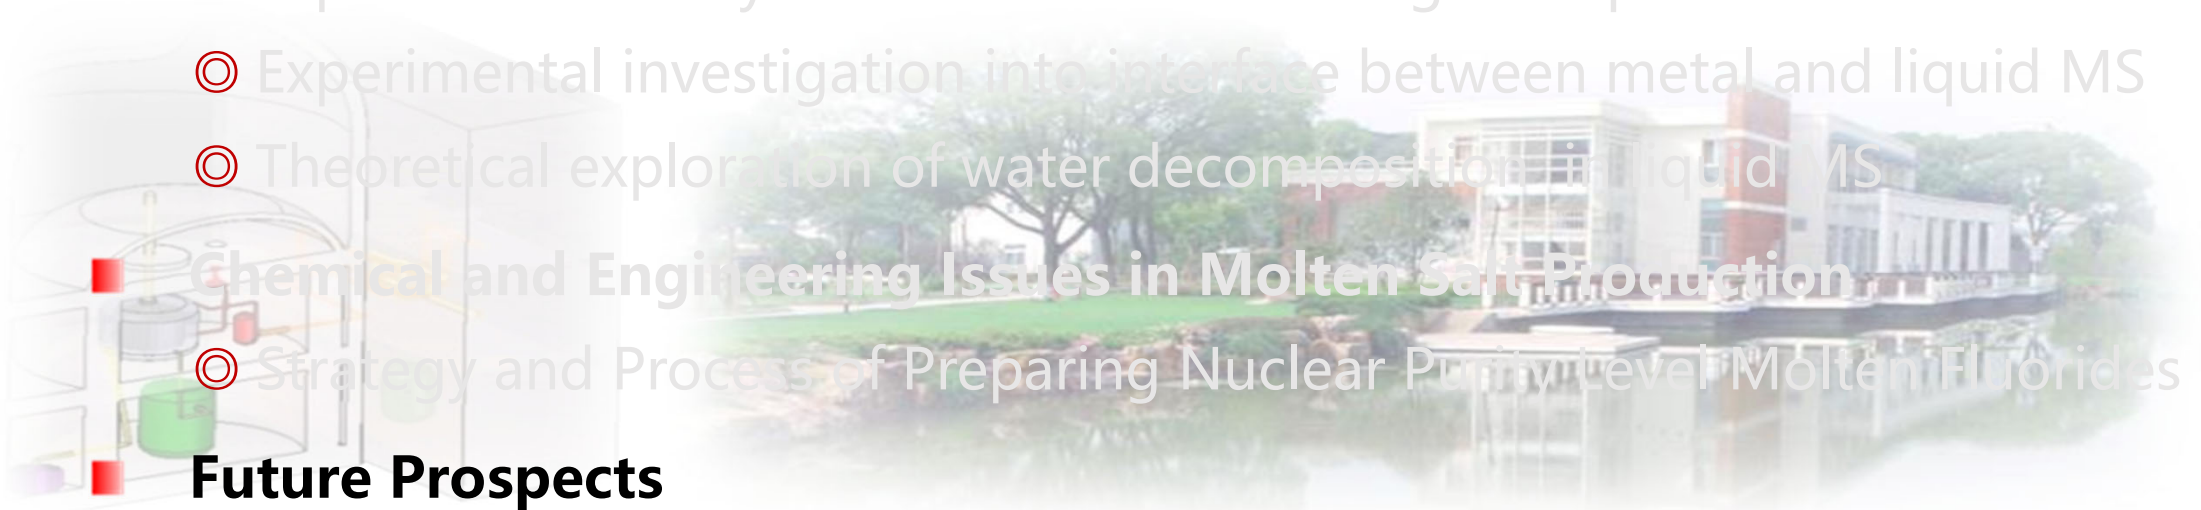 Experimental investigation into interface between metal and liquid MS
Theoretical exploration of water decomposition in liquid MS
Chemical and Engineering Issues in Molten Salt Production
Strategy and Process of Preparing Nuclear Purity Level Molten Fluorides
Future Prospects